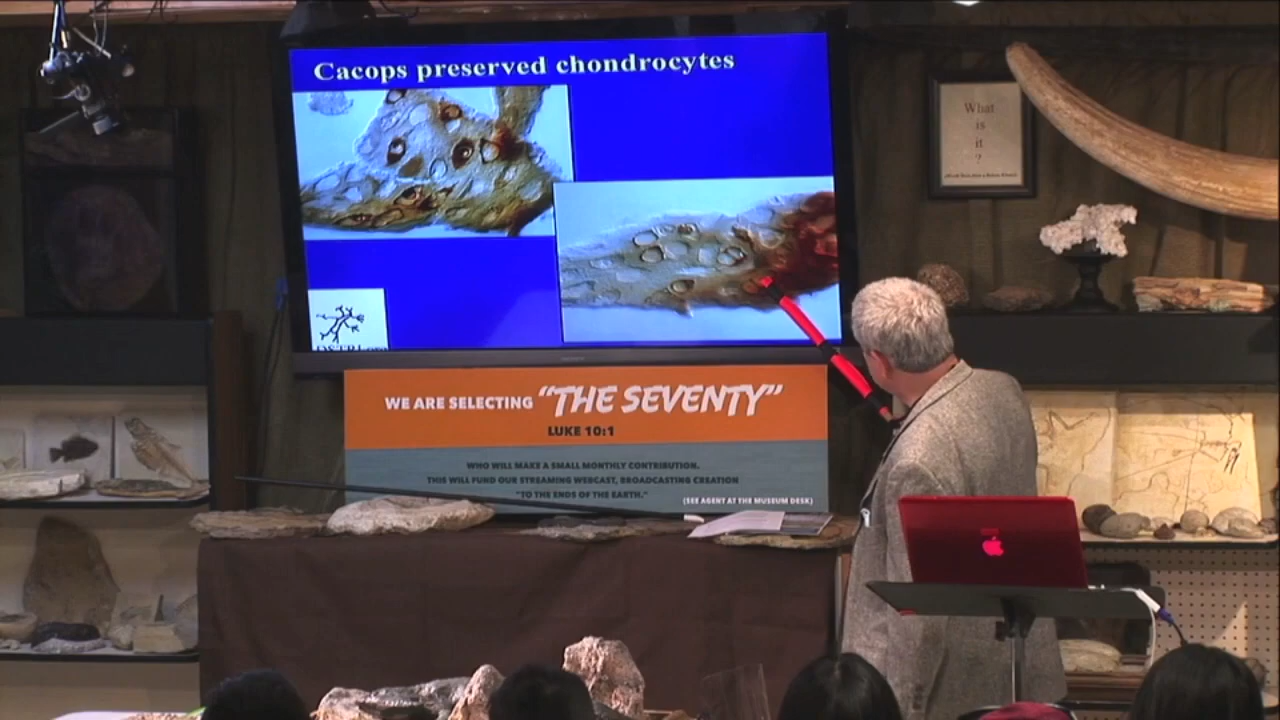 Cacops preserved chondrocytes
WE ARE SELECTING "THE SEVENTY"
LUKE 10:1
WHO WILL MAKE A SMALL MONTHLY CONTRIBUTION.
THIS WILL FUND OUR STREAMING WEBCAST, BROADCASTING CREATION
"TO THE ENDS OF THE EARTH."
(SEE AGENT AT THE MUSEUM DESK)
What
is
it
?